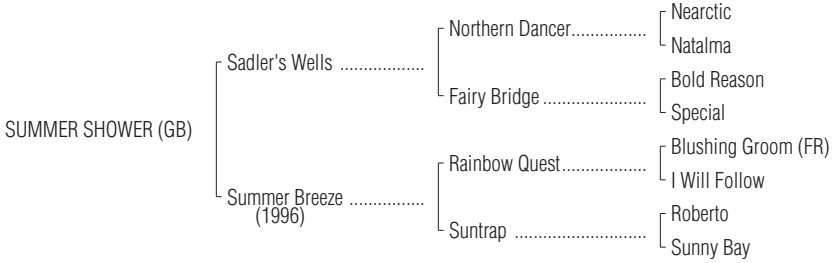 Nearctic
Northern Dancer..................
Natalma
Sadler's Wells ..................
Bold Reason
Fairy Bridge ......................
Special
SUMMER SHOWER (GB)
Blushing Groom (FR)
Rainbow Quest..................
I Will Follow
Summer Breeze ................
(1996)
Roberto
Suntrap ............................
Sunny Bay